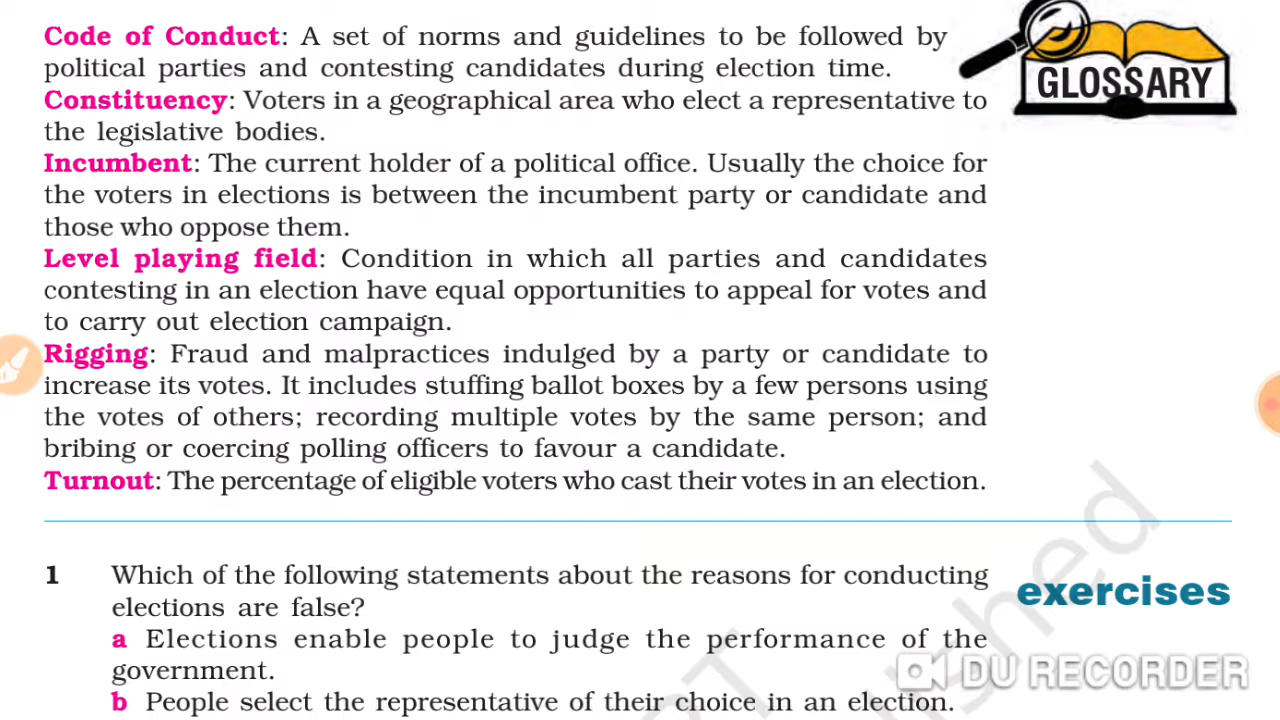 Code of Conduct: A set of norms and guidelines to be followed by
political parties and contesting candidates during election time.
Constituency: Voters in a geographical area who elect a representative to
the legislative bodies.
Incumbent: The current holder of a political office. Usually the choice for
the voters in elections is between the incumbent party or candidate and
those who oppose them.
Level playing field: Condition in which all parties and candidates
contesting in an election have equal opportunities to appeal for votes and
to carry out election campaign.
Rigging: Fraud and malpractices indulged by a party or candidate to
increase its votes. It includes stuffing ballot boxes by a few persons using
the votes of others; recording multiple votes by the same person; and
bribing or coercing polling officers to favour a candidate.
Turnout: The percentage of eligible voters who cast their votes in an election.
GLOSSARY
1 Which of the following statements about the reasons for conducting
elections are false?
a Elections enable people to judge the performance of the
government.
b People select the representative of their choice in an election.
exercises
DU RECORDER